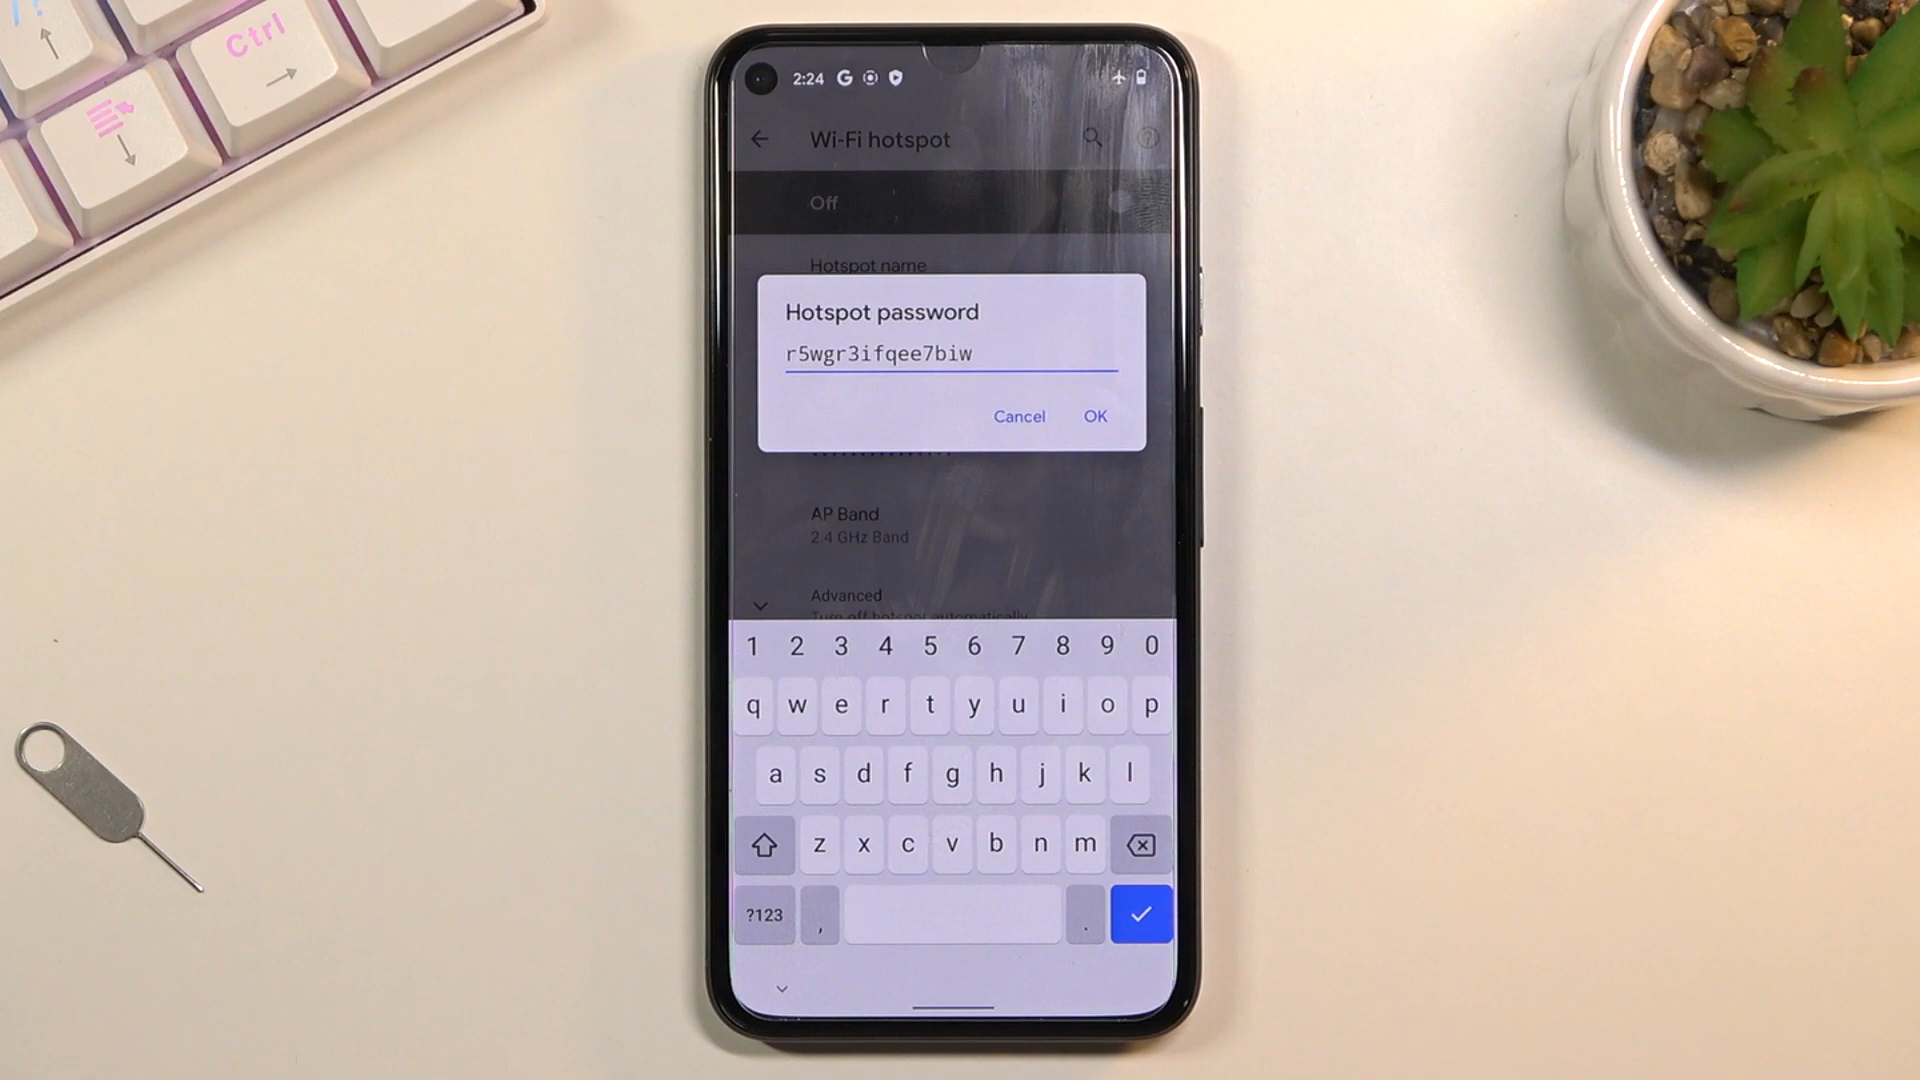 Ctrl
2:24 G
Wi-Fi hotspot
Off
Hotspot name
Hotspot password
r5wgr3ifqee7biw
Cancel OK
AP Band
2.4 GHz Band
Advanced
Turn off hotspot automatically
1 2 3 4 5 6 7 8 9 0
q w e r t y u i o p
a s d f g h j k l
z x c v b n m
?123 , .